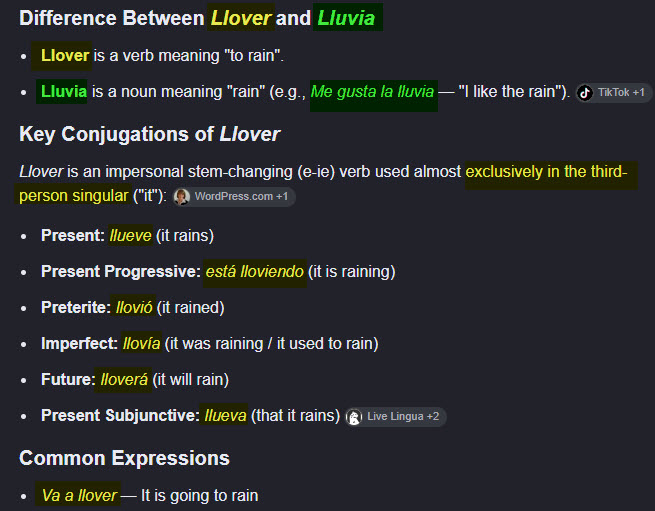 Difference Between Llover and Lluvia
• Llover is a verb meaning "to rain".
• Lluvia is a noun meaning "rain" (e.g., Me gusta la lluvia — "I like the rain"). TikTok +1
Key Conjugations of Llover
Llover is an impersonal stem-changing (e-ie) verb used almost exclusively in the third-
person singular ("it"): WordPress.com +1
• Present: llueve (it rains)
• Present Progressive: está lloviendo (it is raining)
• Preterite: llovió (it rained)
• Imperfect: llovía (it was raining / it used to rain)
• Future: lloverá (it will rain)
• Present Subjunctive: llueva (that it rains) Live Lingua +2
Common Expressions
• Va a llover — It is going to rain